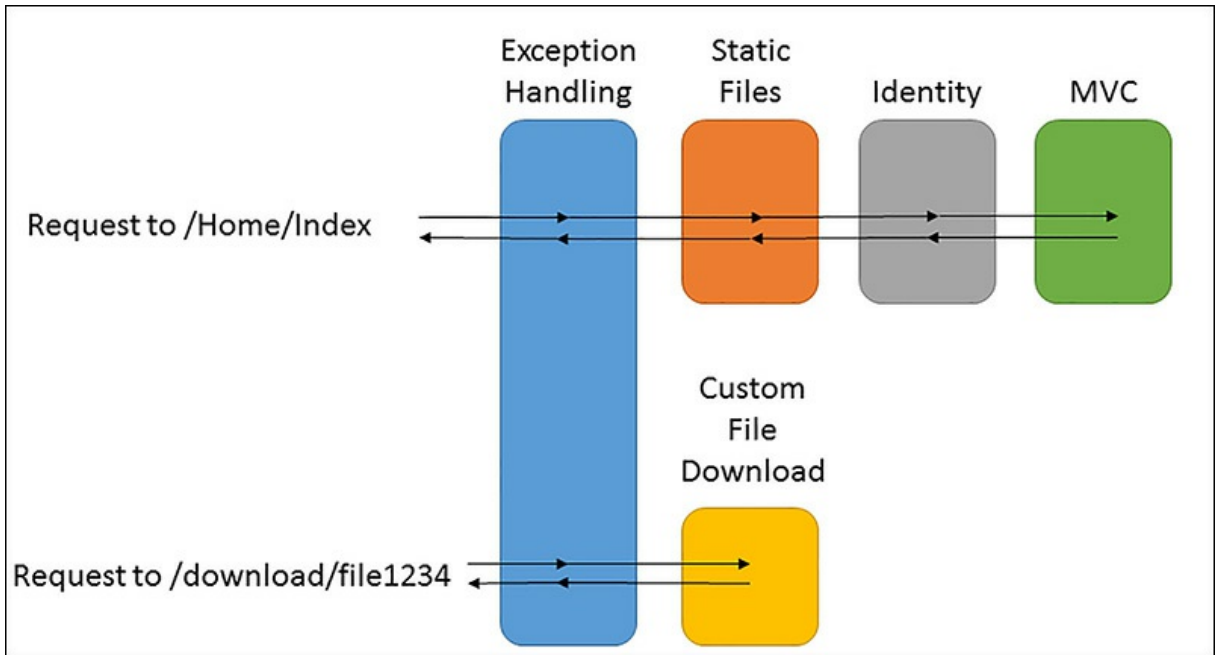 Exception
Handling
Static
Files
Identity
MVC
Request to /Home/Index
Custom
File
Download
Request to /download/file1234